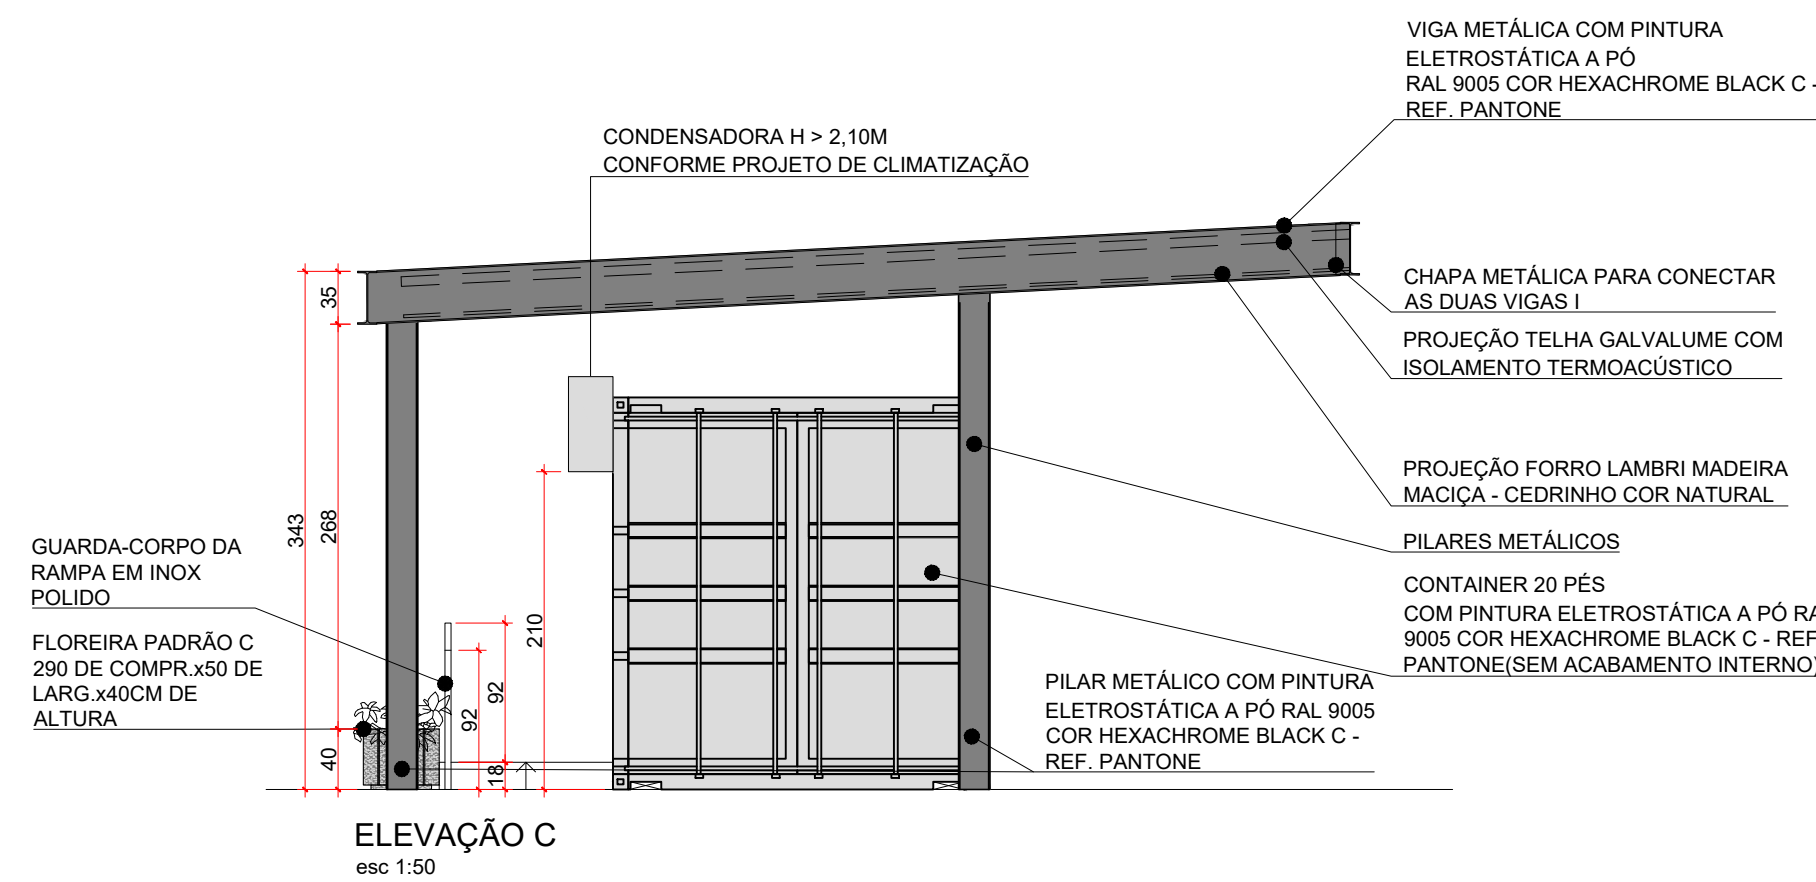 VIGA METÁLICA COM PINTURA
ELETROSTÁTICA A PÓ
RAL 9005 COR HEXACHROME BLACK C -
REF. PANTONE
CONDENSADORA H > 2,10M
CONFORME PROJETO DE CLIMATIZAÇÃO
CHAPA METÁLICA PARA CONECTAR
AS DUAS VIGAS I
PROJEÇÃO TELHA GALVALUME COM
ISOLAMENTO TERMOACÚSTICO
PROJEÇÃO FORRO LAMBRI MADEIRA
MACIÇA - CEDRINHO COR NATURAL
PILARES METÁLICOS
CONTAINER 20 PÉS
COM PINTURA ELETROSTÁTICA A PÓ RA
9005 COR HEXACHROME BLACK C - REF
PANTONE(SEM ACABAMENTO INTERNO)
PILAR METÁLICO COM PINTURA
ELETROSTÁTICA A PÓ RAL 9005
COR HEXACHROME BLACK C -
REF. PANTONE
GUARDA-CORPO DA
RAMPA EM INOX
POLIDO
FLOREIRA PADRÃO C
290 DE COMPR.x50 DE
LARG.x40CM DE
ALTURA
343
35
268
40
92
92
18
210
ELEVAÇÃO C
esc 1:50